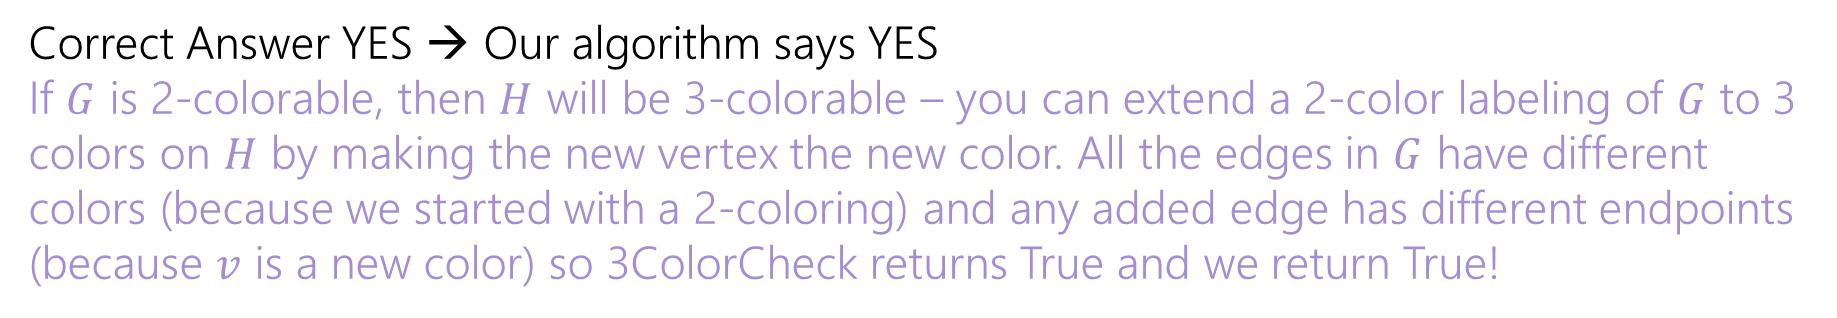 Correct Answer YES → Our algorithm says YES
If 𝐺 is 2-colorable, then 𝐻 will be 3-colorable – you can extend a 2-color labeling of 𝐺 to 3
colors on 𝐻 by making the new vertex the new color. All the edges in 𝐺 have different
colors (because we started with a 2-coloring) and any added edge has different endpoints
(because 𝑣 is a new color) so 3ColorCheck returns True and we return True!